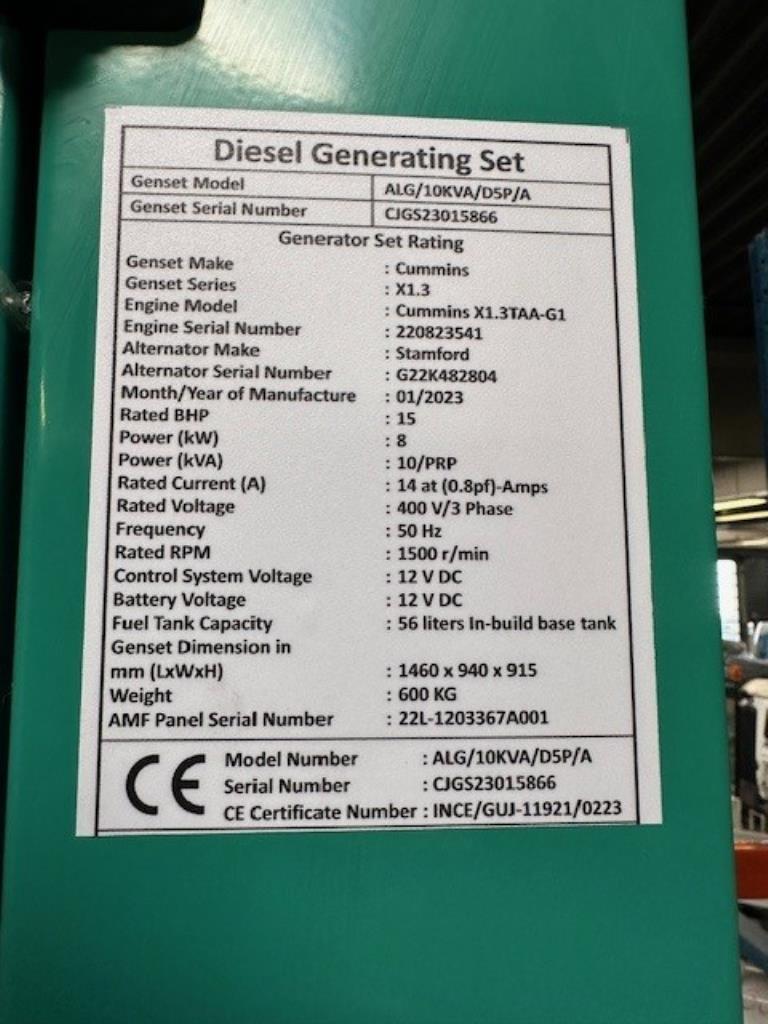 Diesel Generating Set
Genset Model ALG/10KVA/D5P/A
Genset Serial Number CJGS23015866
Generator Set Rating
Genset Make : Cummins
Genset Series : X1.3
Engine Model : Cummins X1.3TAA-G1
Engine Serial Number : 220823541
Alternator Make : Stamford
Alternator Serial Number : G22K482804
Month/Year of Manufacture : 01/2023
Rated BHP : 15
Power (kW) : 8
Power (kVA) : 10/PRP
Rated Current (A) : 14 at (0.8pf)-Amps
Rated Voltage : 400 V/3 Phase
Frequency : 50 Hz
Rated RPM : 1500 r/min
Control System Voltage : 12 V DC
Battery Voltage : 12 V DC
Fuel Tank Capacity : 56 liters In-build base tank
Genset Dimension in
mm (LxWxH) : 1460 x 940 x 915
Weight : 600 KG
AMF Panel Serial Number : 22L-1203367A001
CE Model Number : ALG/10KVA/D5P/A
Serial Number : CJGS23015866
CE Certificate Number : INCE/GUJ-11921/0223